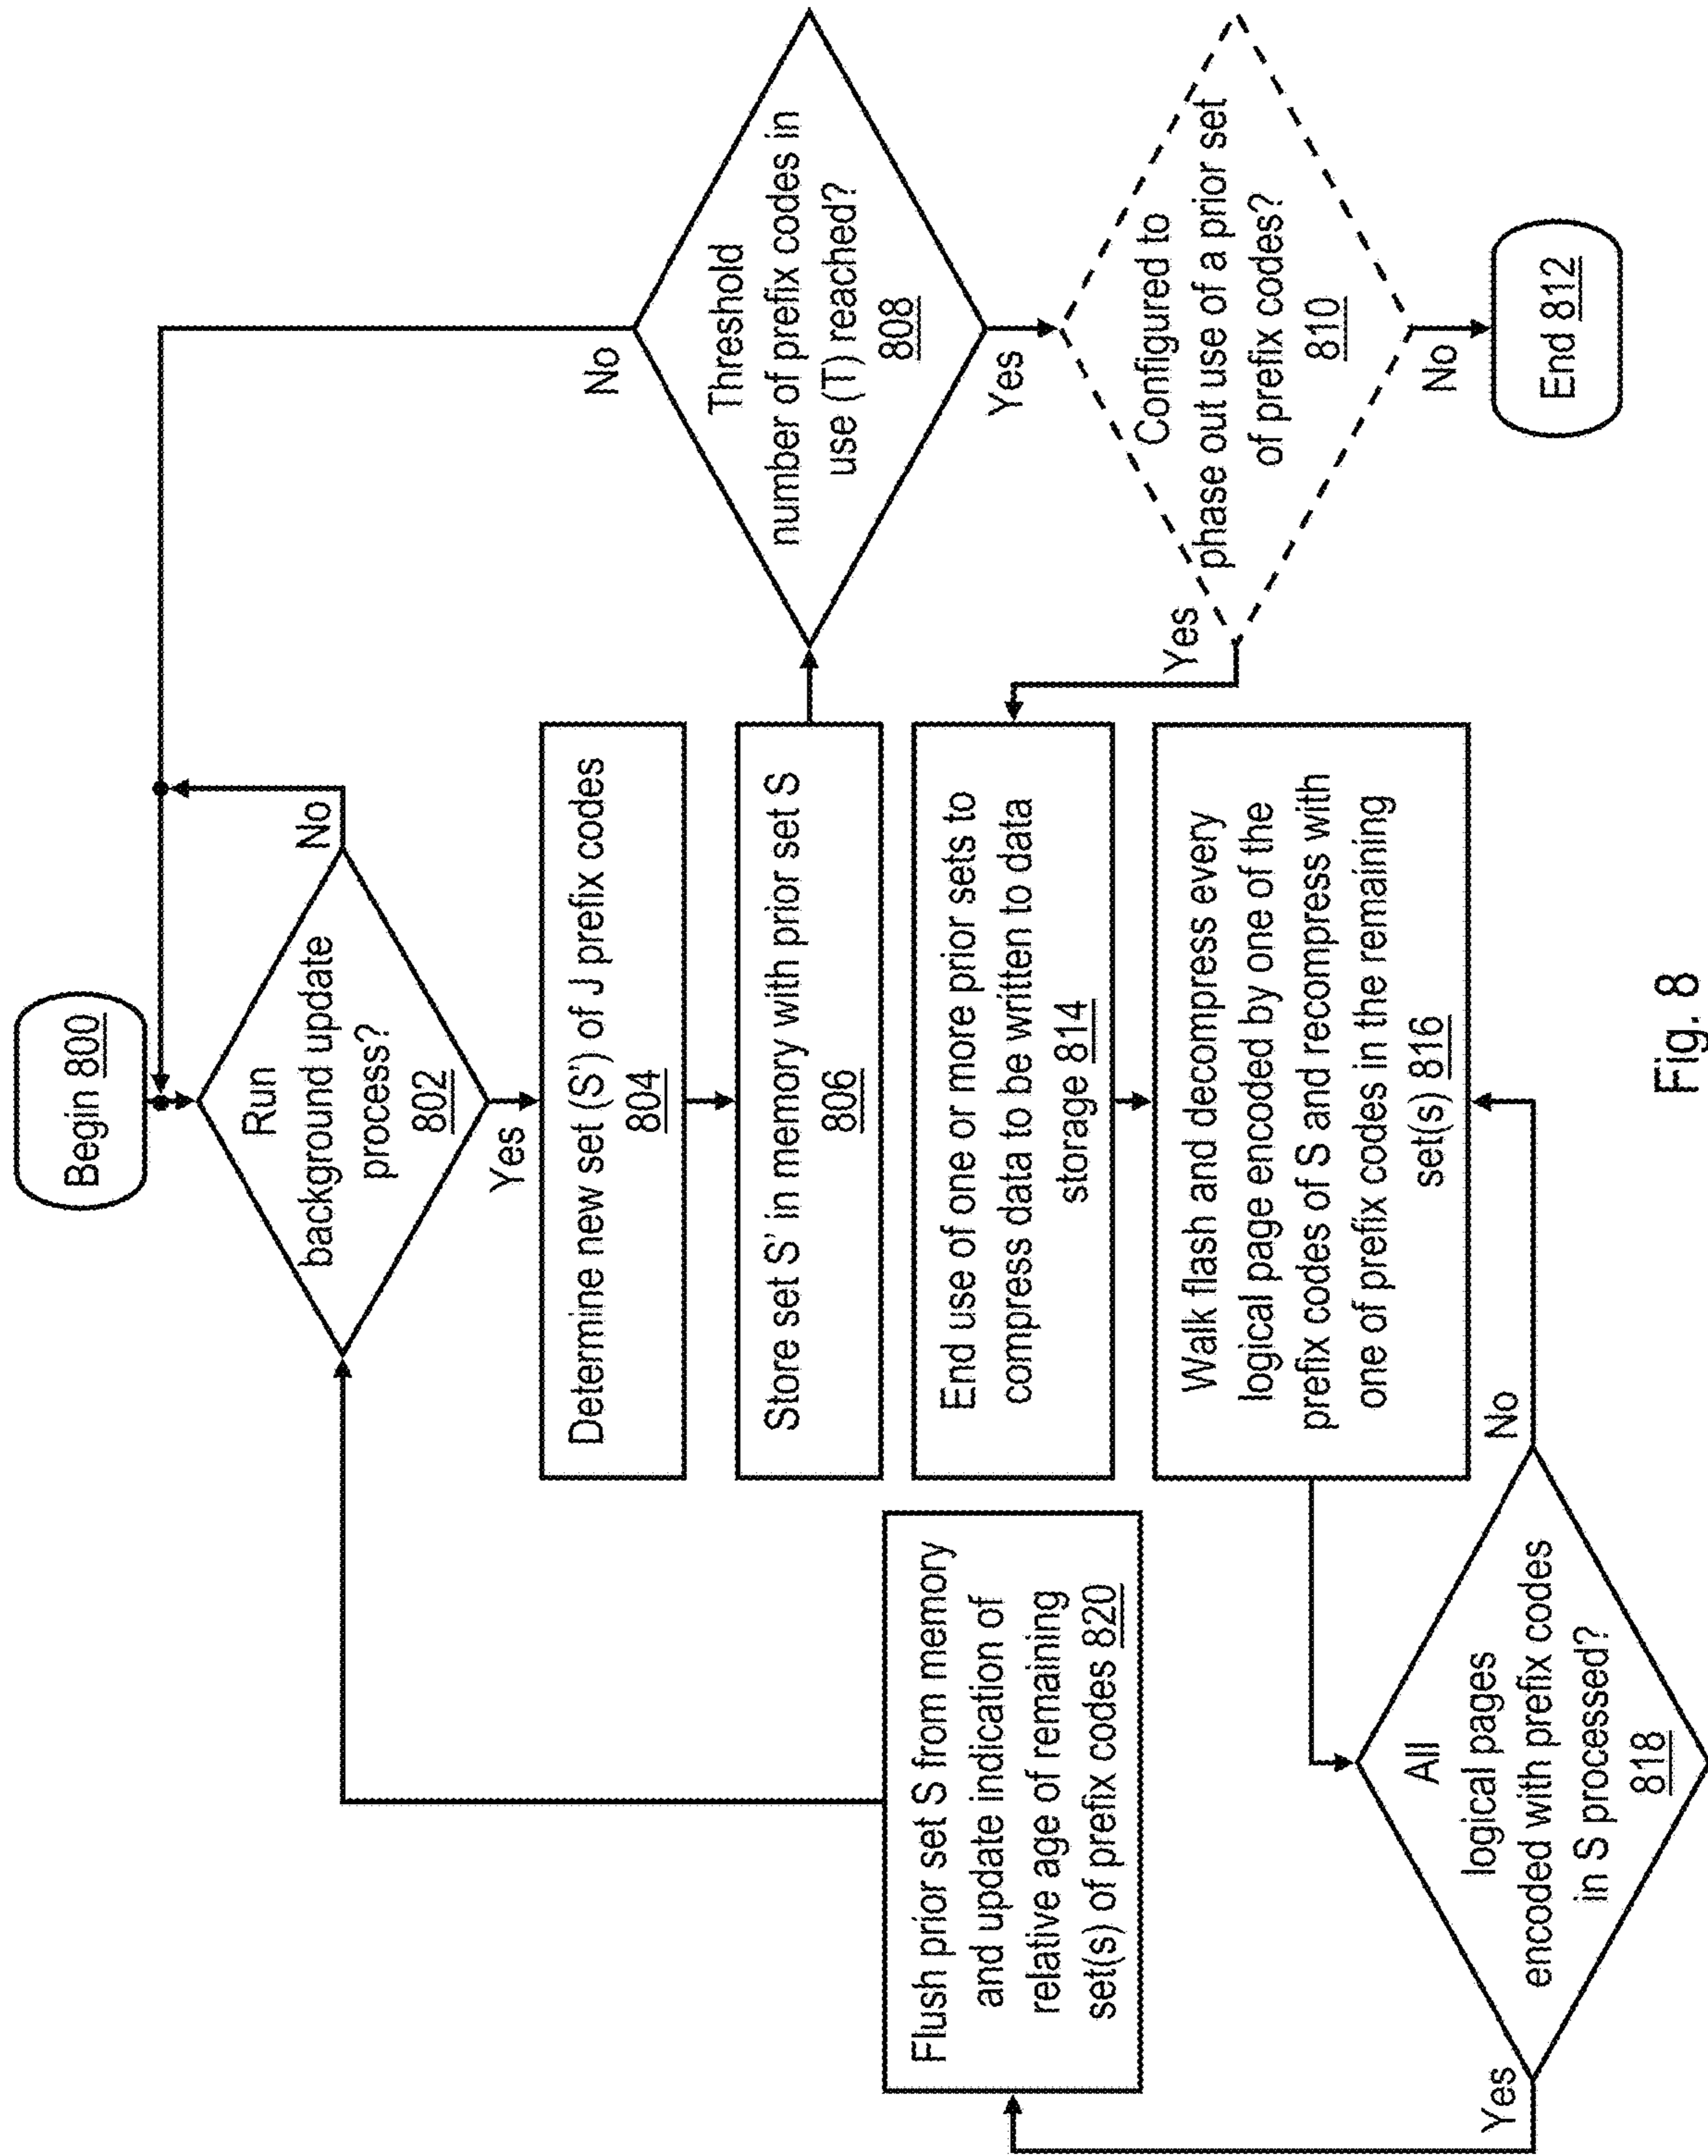 Begin 800
Run
background update
process?
802
No
Yes
Determine new set (S') of J prefix codes
804
Store set S' in memory with prior set S
806
Threshold
number of prefix codes in
use (T) reached?
808
No
Yes
Configured to
phase out use of a prior set
of prefix codes?
810
Yes
No
End 812
End use of one or more prior sets to
compress data to be written to data
storage 814
Walk flash and decompress every
logical page encoded by one of the
prefix codes of S and recompress with
one of prefix codes in the remaining
set(s) 816
All
logical pages
encoded with prefix codes
in S processed?
818
No
Yes
Flush prior set S from memory
and update indication of
relative age of remaining
set(s) of prefix codes 820
Fig. 8